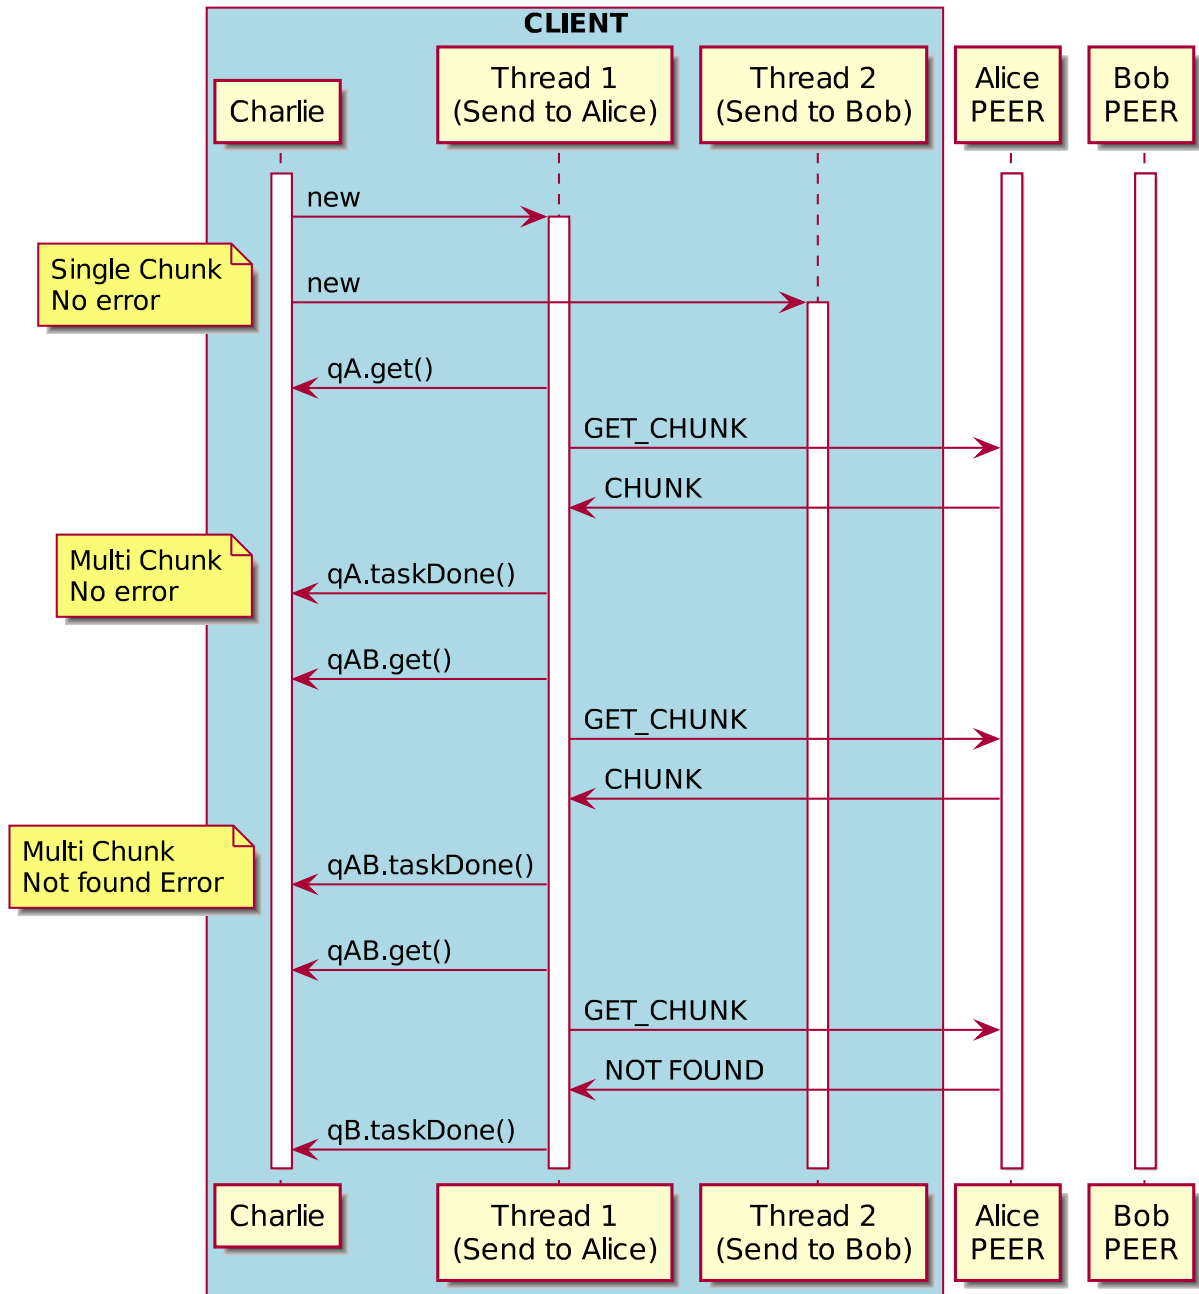 CLIENT
Charlie
Thread 1
(Send to Alice)
Thread 2
(Send to Bob)
Alice
PEER
Bob
PEER
new
Single Chunk
No error
new
qA.get()
GET_CHUNK
CHUNK
Multi Chunk
No error
qA.taskDone()
qAB.get()
GET_CHUNK
CHUNK
Multi Chunk
Not found Error
qAB.taskDone()
qAB.get()
GET_CHUNK
NOT FOUND
qB.taskDone()
Charlie
Thread 1
(Send to Alice)
Thread 2
(Send to Bob)
Alice
PEER
Bob
PEER